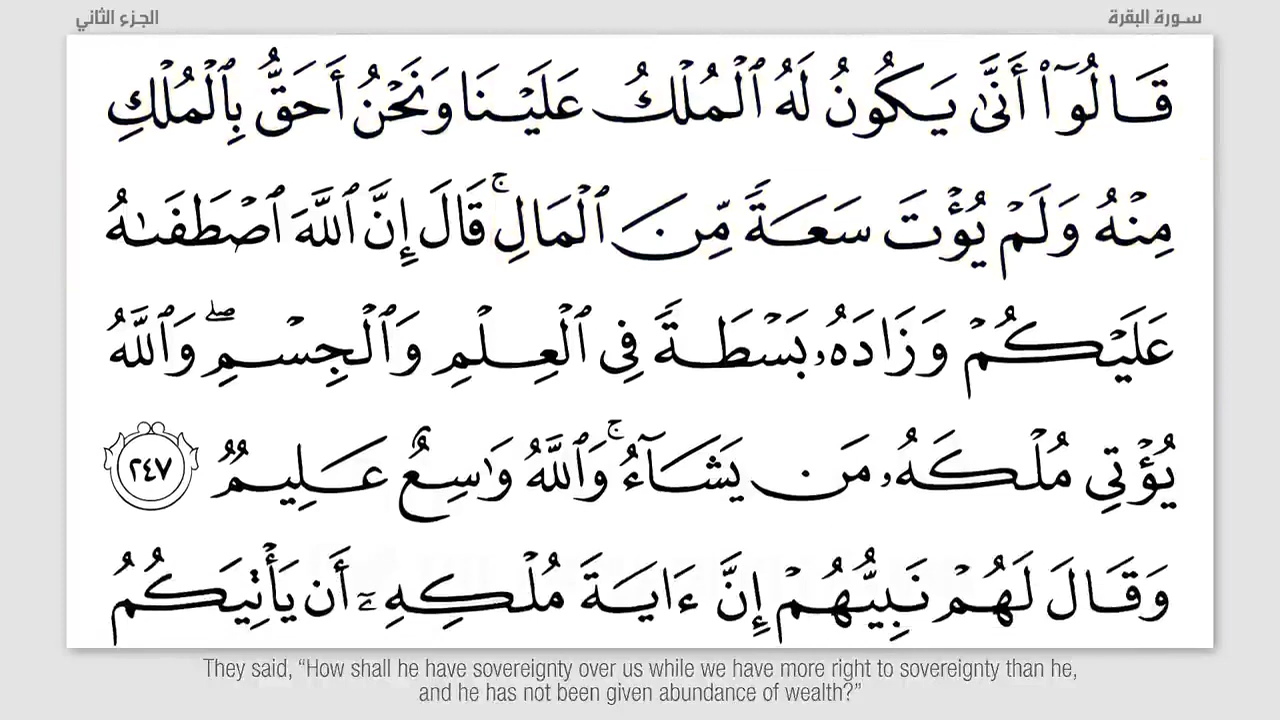 سورة البقرة
الجزء الثاني
قَالُوٓا۟ أَنَّىٰ يَكُونُ لَهُ ٱلْمُلْكُ عَلَيْنَا وَنَحْنُ أَحَقُّ بِٱلْمُلْكِ
مِنْهُ وَلَمْ يُؤْتَ سَعَةً مِّنَ ٱلْمَالِ ۚ قَالَ إِنَّ ٱللَّهَ ٱصْطَفَىٰهُ
عَلَيْكُمْ وَزَادَهُۥ بَسْطَةً فِى ٱلْعِلْمِ وَٱلْجِسْمِ ۖ وَٱللَّهُ
يُؤْتِى مُلْكَهُۥ مَن يَشَآءُ ۚ وَٱللَّهُ وَٰسِعٌ عَلِيمٌ ٢٤٧
وَقَالَ لَهُمْ نَبِيُّهُمْ إِنَّ ءَايَةَ مُلْكِهِۦٓ أَن يَأْتِيَكُمُ
They said, “How shall he have sovereignty over us while we have more right to sovereignty than he,
and he has not been given abundance of wealth?”